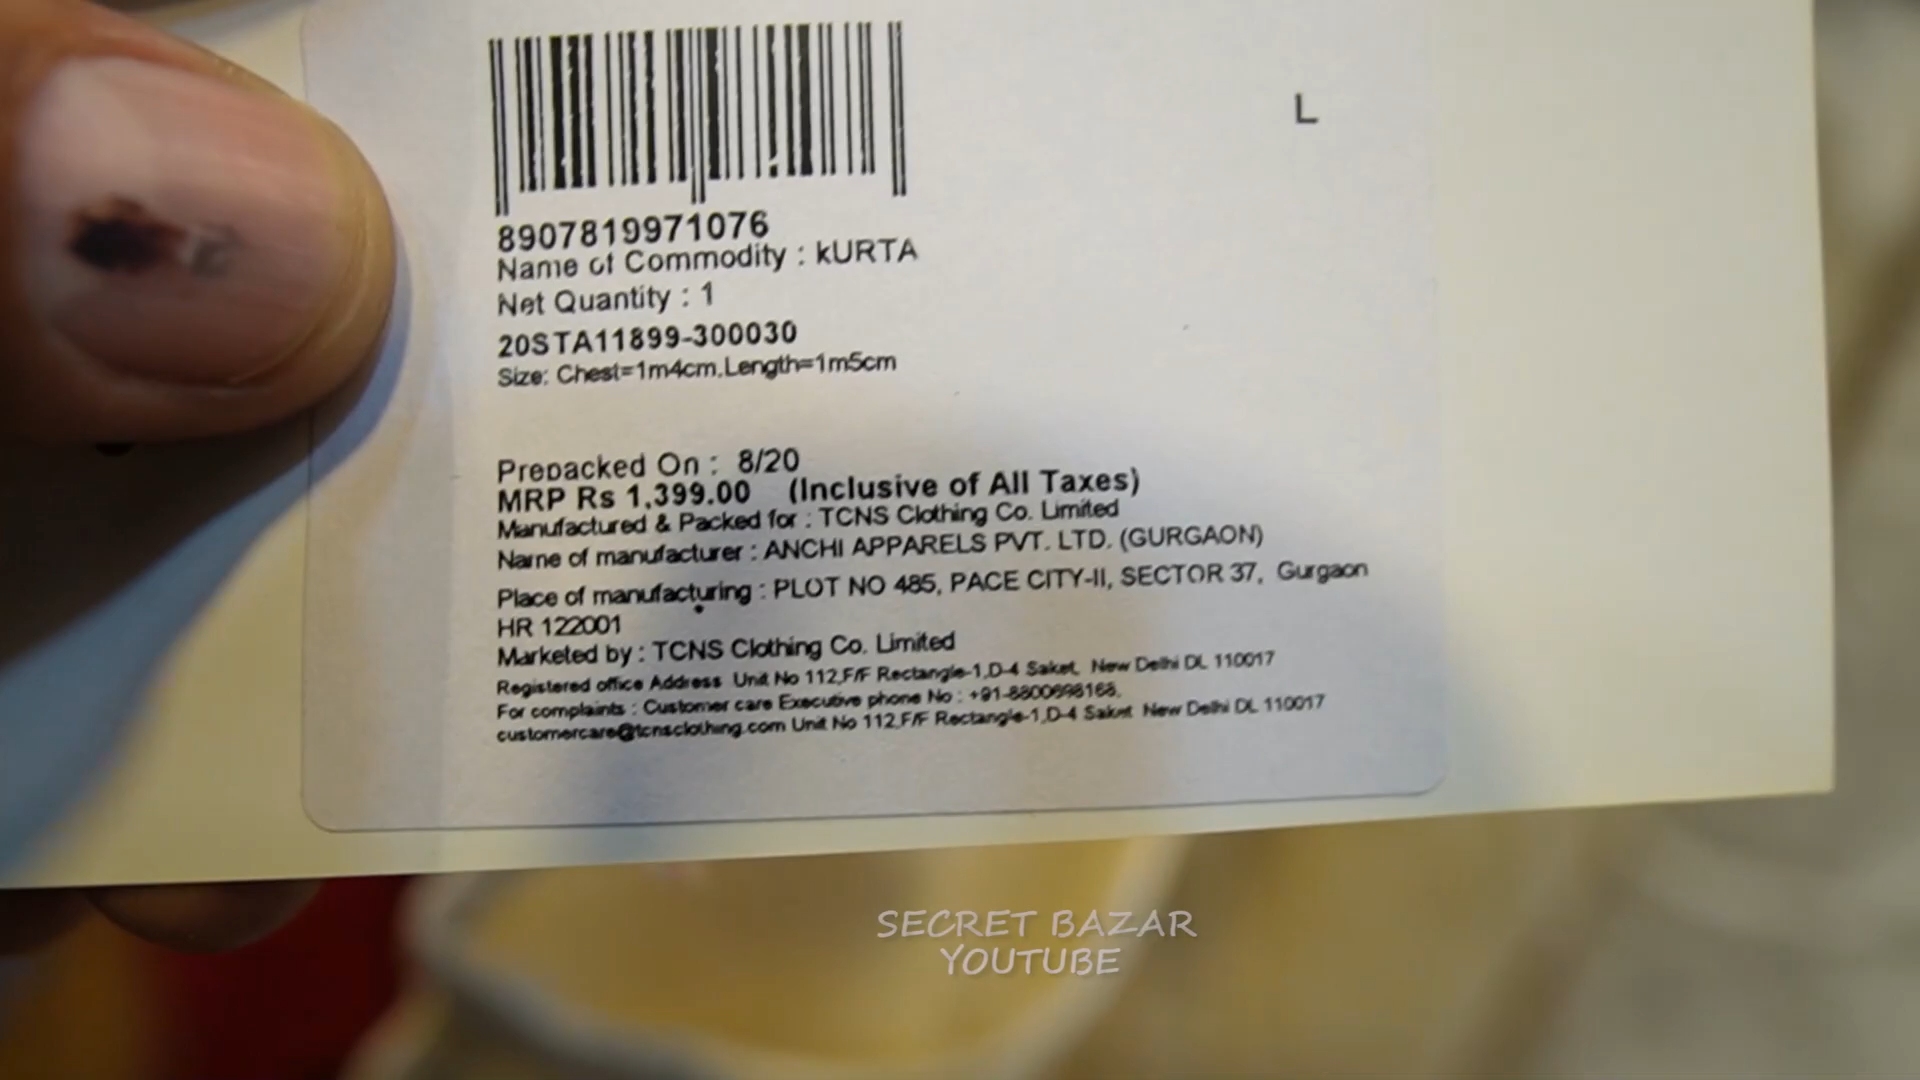 L
8907819971076
Name of Commodity : kURTA
Net Quantity : 1
20STA11899-300030
Size: Chest=1m4cm,Length=1m5cm
Prepacked On : 8/20
MRP Rs 1,399.00 (Inclusive of All Taxes)
Manufactured & Packed for : TCNS Clothing Co. Limited
Name of manufacturer : ANCHI APPARELS PVT. LTD. (GURGAON)
Place of manufacturing : PLOT NO 485, PACE CITY-II, SECTOR 37, Gurgaon
HR 122001
Marketed by : TCNS Clothing Co. Limited
Registered office Address Unit No 112,F/F Rectangle-1,D-4 Saket, New Delhi DL 110017
For complaints : Customer care Executive phone No : +91-8800698168,
customercare@tcnsclothing.com Unit No 112,F/F Rectangle-1,D-4 Saket New Delhi DL 110017
SECRET BAZAR
YOUTUBE